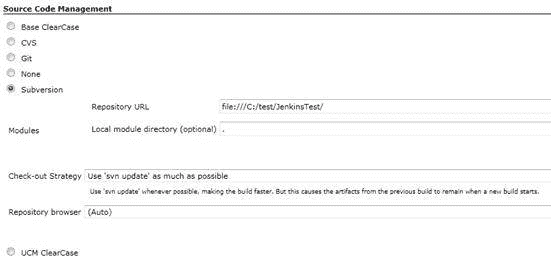 Source Code Management
Base ClearCase
CVS
Git
None
Subversion
Modules
Repository URL file:///C:/test/JenkinsTest/
Local module directory (optional) .
Check-out Strategy Use 'svn update' as much as possible
Use 'svn update' whenever possible, making the build faster. But this causes the artifacts from the previous build to remain when a new build starts.
Repository browser (Auto)
UCM ClearCase